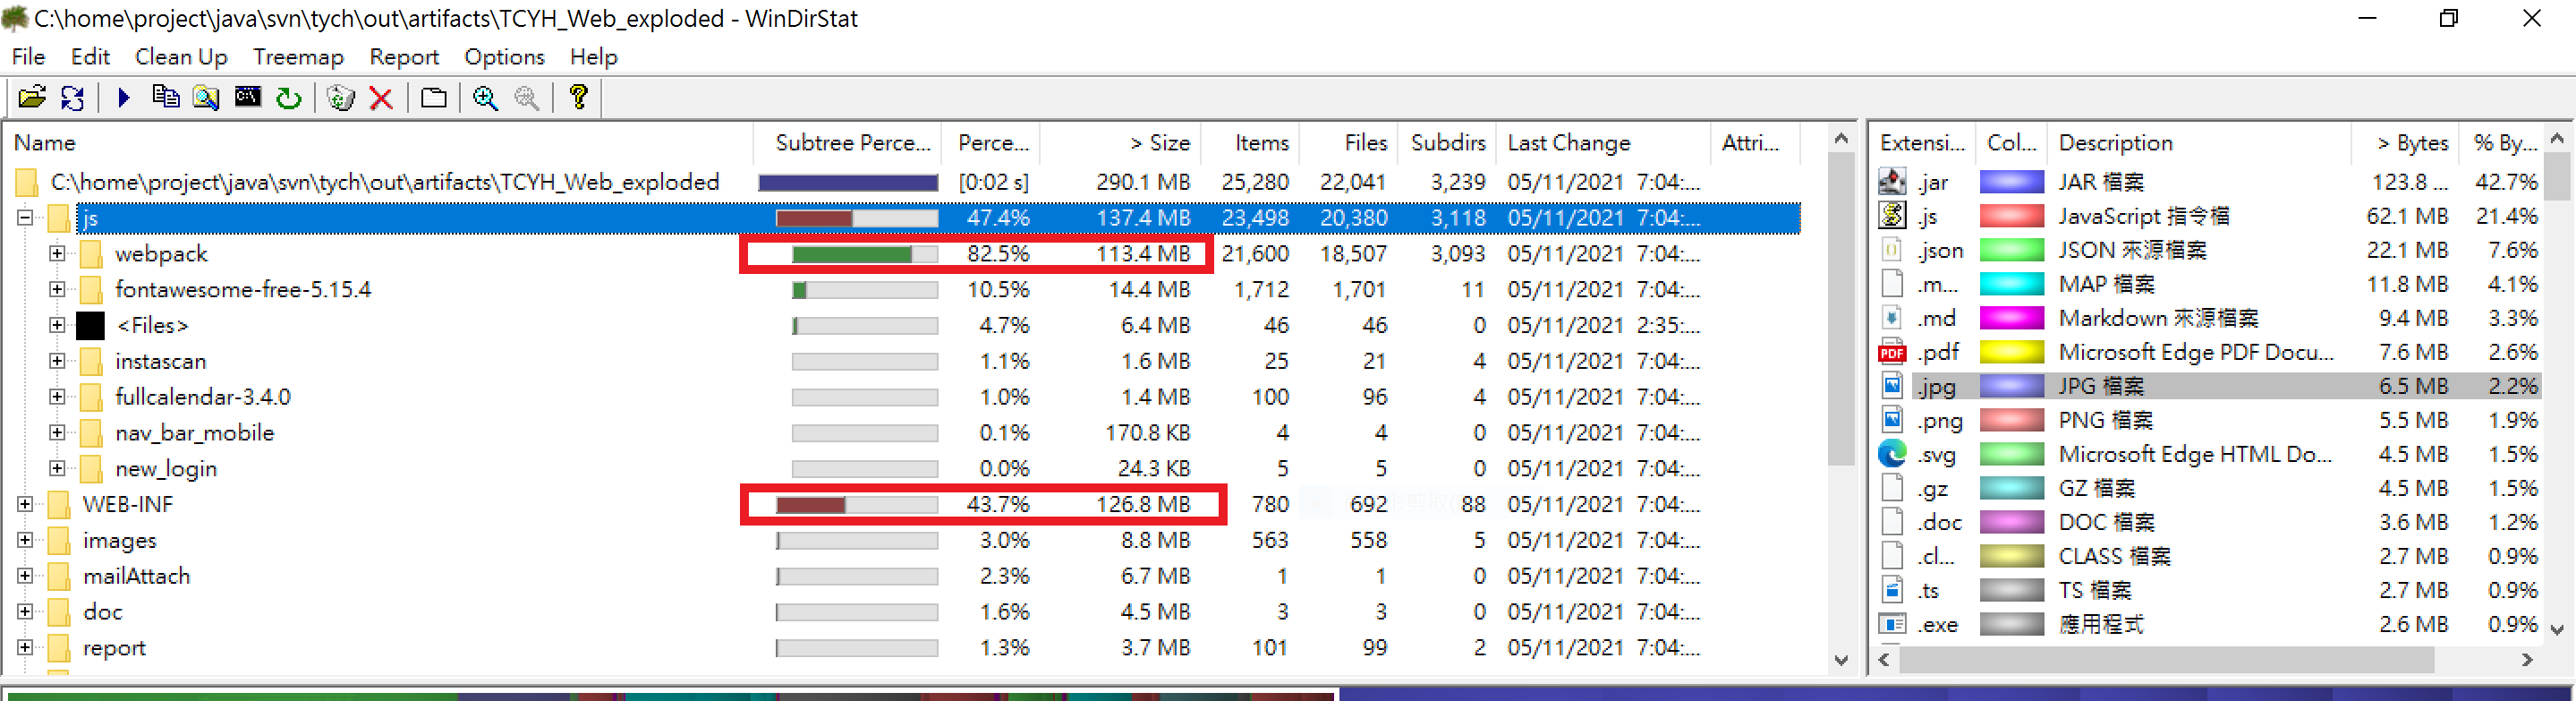 C:\home\project\java\svn\tych\out\artifacts\TCYH_Web_exploded - WinDirStat
File Edit Clean Up Treemap Report Options Help
Name Subtree Perce... Perce... > Size Items Files Subdirs Last Change Attri...
C:\home\project\java\svn\tych\out\artifacts\TCYH_Web_exploded [0:02 s] 290.1 MB 25,280 22,041 3,239 05/11/2021 7:04:...
js 47.4% 137.4 MB 23,498 20,380 3,118 05/11/2021 7:04:...
webpack 82.5% 113.4 MB 21,600 18,507 3,093 05/11/2021 7:04:...
fontawesome-free-5.15.4 10.5% 14.4 MB 1,712 1,701 11 05/11/2021 7:04:...
<Files> 4.7% 6.4 MB 46 46 0 05/11/2021 2:35:...
instascan 1.1% 1.6 MB 25 21 4 05/11/2021 7:04:...
fullcalendar-3.4.0 1.0% 1.4 MB 100 96 4 05/11/2021 7:04:...
nav_bar_mobile 0.1% 170.8 KB 4 4 0 05/11/2021 7:04:...
new_login 0.0% 24.3 KB 5 5 0 05/11/2021 7:04:...
WEB-INF 43.7% 126.8 MB 780 692 88 05/11/2021 7:04:...
images 3.0% 8.8 MB 563 558 5 05/11/2021 7:04:...
mailAttach 2.3% 6.7 MB 1 1 0 05/11/2021 7:04:...
doc 1.6% 4.5 MB 3 3 0 05/11/2021 7:04:...
report 1.3% 3.7 MB 101 99 2 05/11/2021 7:04:...
Extensi... Col... Description > Bytes % By...
.jar JAR 檔案 123.8 ... 42.7%
.js JavaScript 指令檔 62.1 MB 21.4%
.json JSON 來源檔案 22.1 MB 7.6%
.m... MAP 檔案 11.8 MB 4.1%
.md Markdown 來源檔案 9.4 MB 3.3%
PDF .pdf Microsoft Edge PDF Docu... 7.6 MB 2.6%
.jpg JPG 檔案 6.5 MB 2.2%
.png PNG 檔案 5.5 MB 1.9%
.svg Microsoft Edge HTML Do... 4.5 MB 1.5%
.gz GZ 檔案 4.5 MB 1.5%
.doc DOC 檔案 3.6 MB 1.2%
.cl... CLASS 檔案 2.7 MB 0.9%
.ts TS 檔案 2.7 MB 0.9%
.exe 應用程式 2.6 MB 0.9%